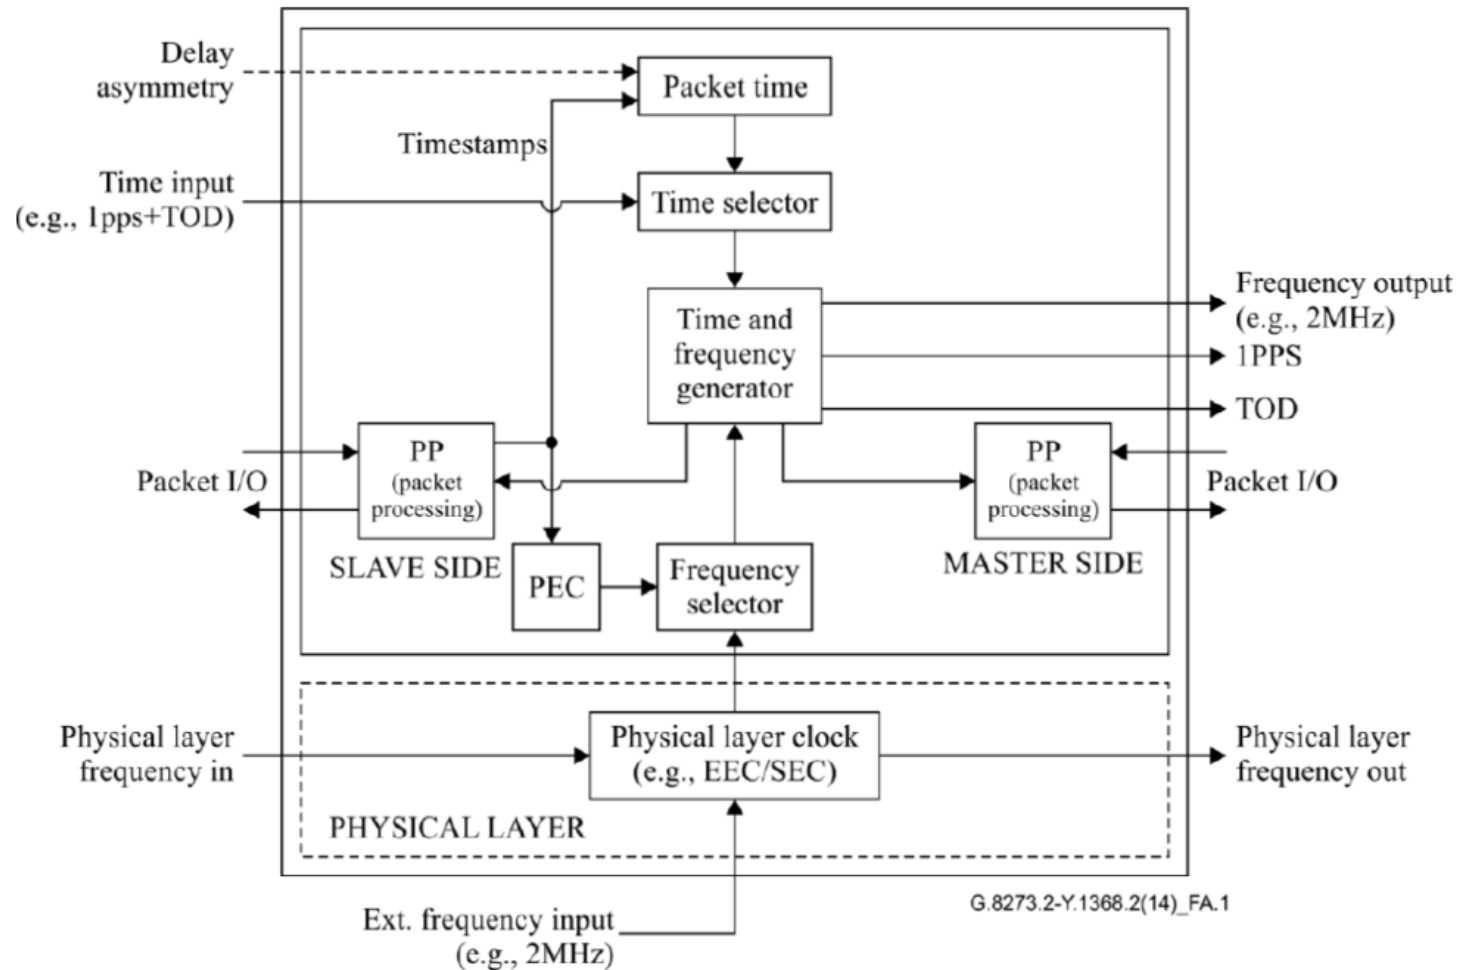 Delay
asymmetry
Packet time
Timestamps
Time input
(e.g., 1pps+TOD)
Time selector
Time and
frequency
generator
Frequency output
(e.g., 2MHz)
1PPS
TOD
Packet I/O
PP
(packet
processing)
SLAVE SIDE
PP
(packet
processing)
MASTER SIDE
Packet I/O
PEC
Frequency
selector
Physical layer
frequency in
Physical layer clock
(e.g., EEC/SEC)
Physical layer
frequency out
PHYSICAL LAYER
Ext. frequency input
(e.g., 2MHz)
G.8273.2-Y.1368.2(14)_FA.1